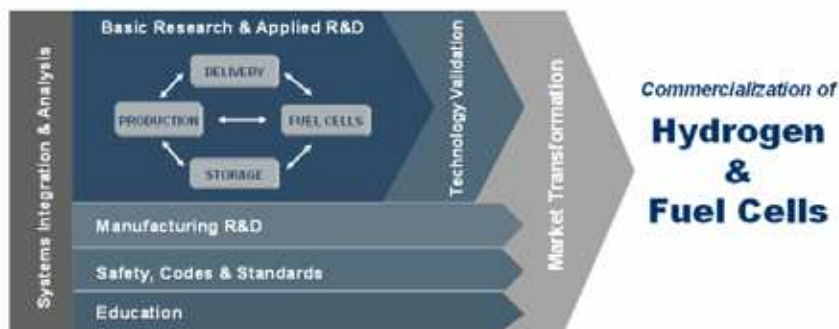 Systems Integration & Analysis
Basic Research & Applied R&D
DELIVERY
PRODUCTION
FUEL CELLS
STORAGE
Technology Validation
Manufacturing R&D
Safety, Codes & Standards
Education
Market Transformation
Commercialization of
Hydrogen
&
Fuel Cells